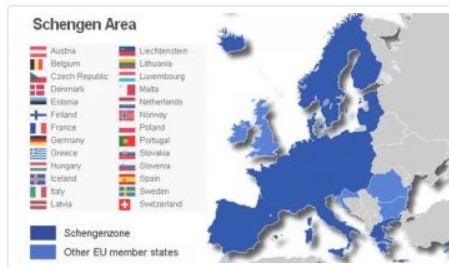 Schengen Area
Austria
Belgium
Czech Republic
Denmark
Estonia
Finland
France
Germany
Greece
Hungary
Iceland
Italy
Latvia
Liechtenstein
Lithuania
Luxembourg
Malta
Netherlands
Norway
Poland
Portugal
Slovakia
Slovenia
Spain
Sweden
Switzerland
Schengenzone
Other EU member states